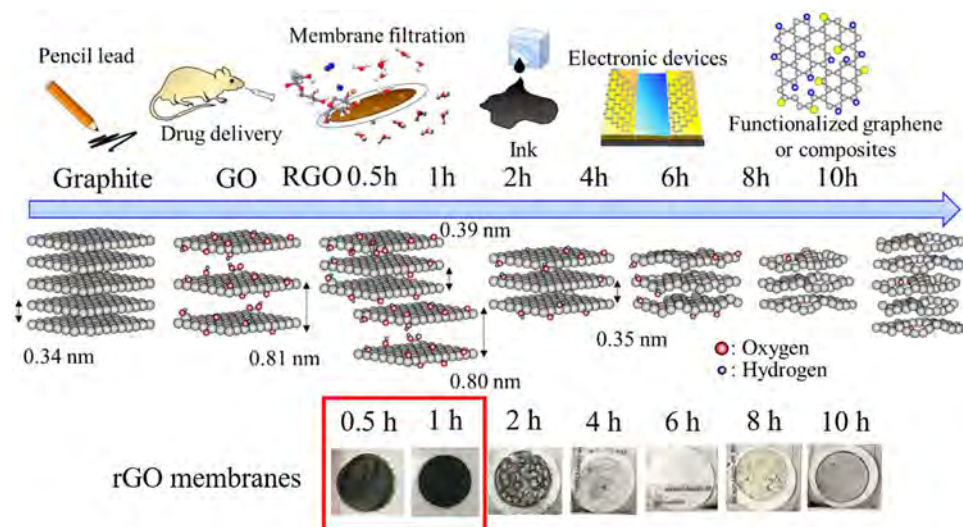 Pencil lead
Drug delivery
Membrane filtration
Ink
Electronic devices
Functionalized graphene
or composites
Graphite GO RGO 0.5h 1h 2h 4h 6h 8h 10h
0.39 nm
0.34 nm
0.81 nm
0.80 nm
0.35 nm
: Oxygen
: Hydrogen
0.5 h 1 h 2 h 4 h 6 h 8 h 10 h
rGO membranes